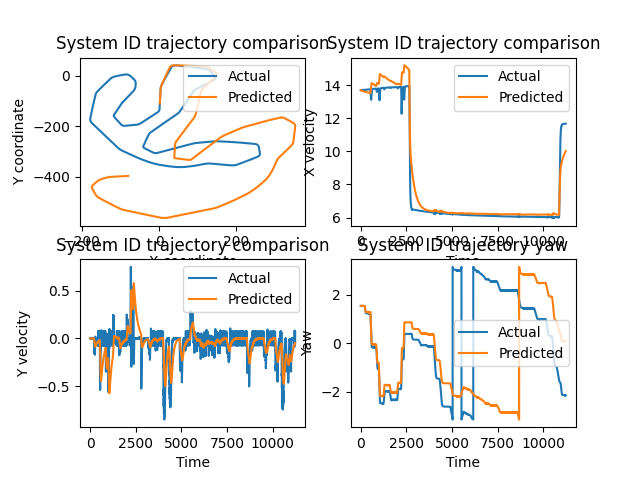 System ID trajectory comparison
System ID trajectory comparison
0
−200
−400
Y coordinate
Actual
Predicted
−200
0
200
X coordinate
14
12
10
8
6
X velocity
Actual
Predicted
0
2500
5000
7500
10000
Time
System ID trajectory comparison
System ID trajectory yaw
0.5
0.0
−0.5
Y velocity
Actual
Predicted
0
2500
5000
7500
10000
Time
2
0
−2
Yaw
Actual
Predicted
0
2500
5000
7500
10000
Time